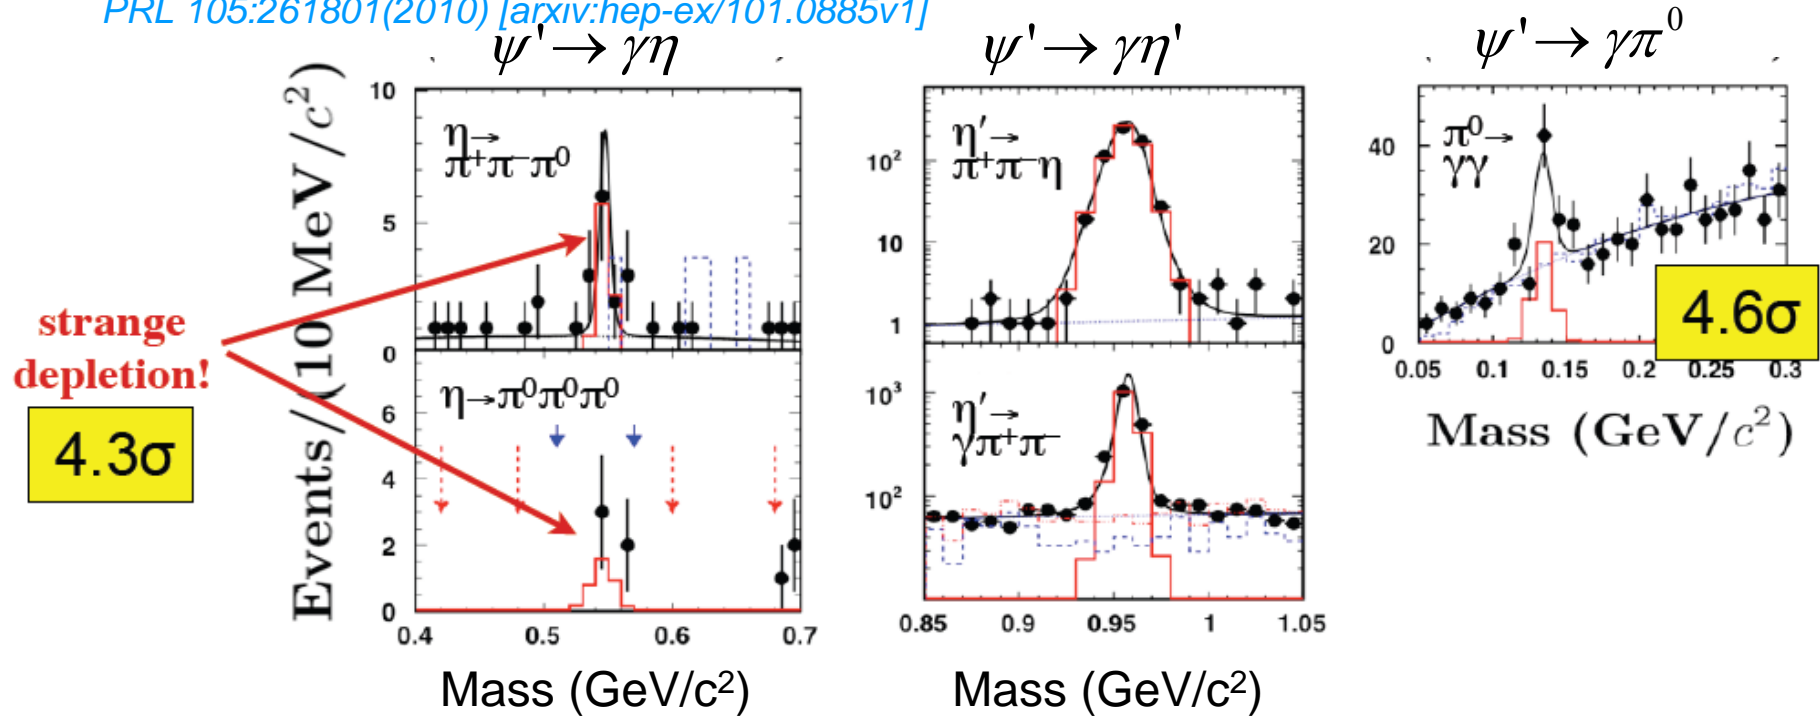 PRL 105:261801(2010) [arxiv:hep-ex/101.0885v1]
ψ'→ γη
ψ'→ γη'
ψ'→ γπ⁰
Events/(10 MeV/c²)
10
5
0
η→
π⁺π⁻π⁰
strange
depletion!
4.3σ
η→π⁰π⁰π⁰
6
4
2
0
0.4 0.5 0.6 0.7
Mass (GeV/c²)
η′→
π⁺π⁻η
10²
10
1
η′→
γπ⁺π⁻
10³
10²
0.85 0.9 0.95 1 1.05
Mass (GeV/c²)
π⁰→
γγ
40
20
0
4.6σ
0.05 0.1 0.15 0.2 0.25 0.3
Mass (GeV/c²)